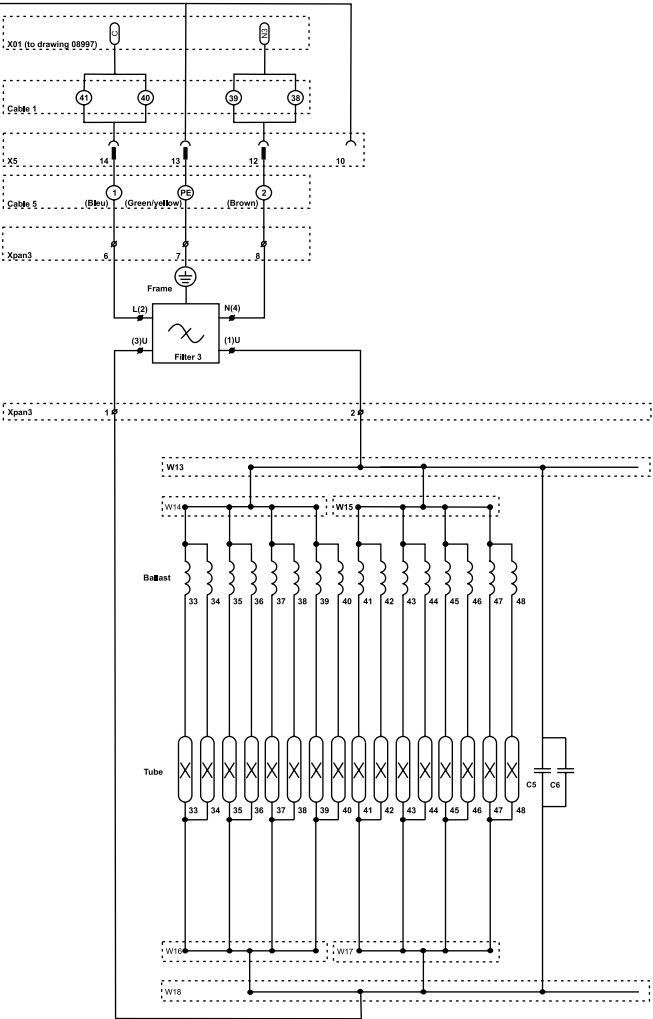 C
N3
X01 (to drawing 08997)
41
40
39
38
Cable 1
X5
14
13
12
10
1
PE
2
Cable 5
(Bleu)
(Green/yellow)
(Brown)
Xpan3
6
7
8
Frame
L(2)
N(4)
(3)U
(1)U
Filter 3
Xpan3
1
2
W13
W14
W15
Ballast
33 34 35 36 37 38 39 40 41 42 43 44 45 46 47 48
Tube
C5
C6
33 34 35 36 37 38 39 40 41 42 43 44 45 46 47 48
W16
W17
W18